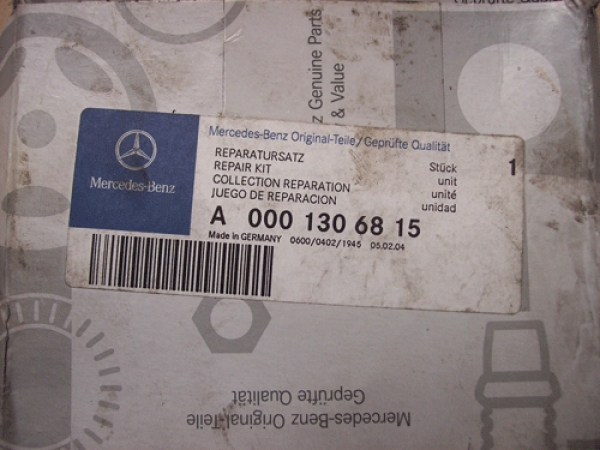 Geprüfte Qualität
z Genuine Parts
& Value
Mercedes-Benz Original-Teile/Geprüfte Qualität
Mercedes-Benz
REPARATURSATZ
REPAIR KIT
COLLECTION REPARATION
JUEGO DE REPARACION
Stück
unit
unité
unidad
1
A 000 130 68 15
Made in GERMANY 0600/0402/1945 05.02.04
Mercedes-Benz Original-Teile
Geprüfte Qualität